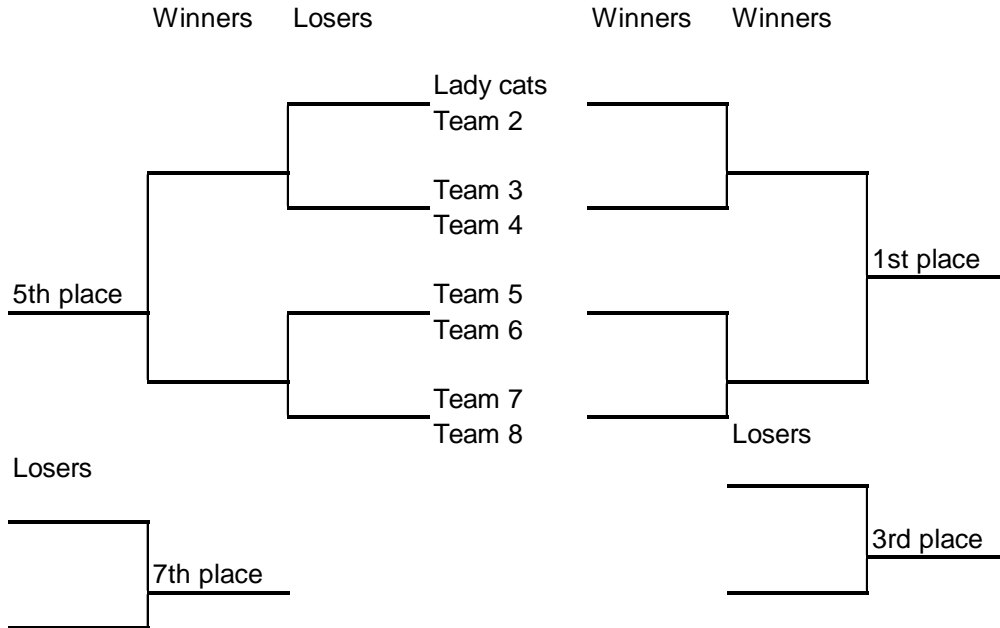 Winners Losers Winners Winners
Lady cats
Team 2
Team 3
Team 4
1st place
5th place
Team 5
Team 6
Team 7
Team 8
Losers
Losers
3rd place
7th place